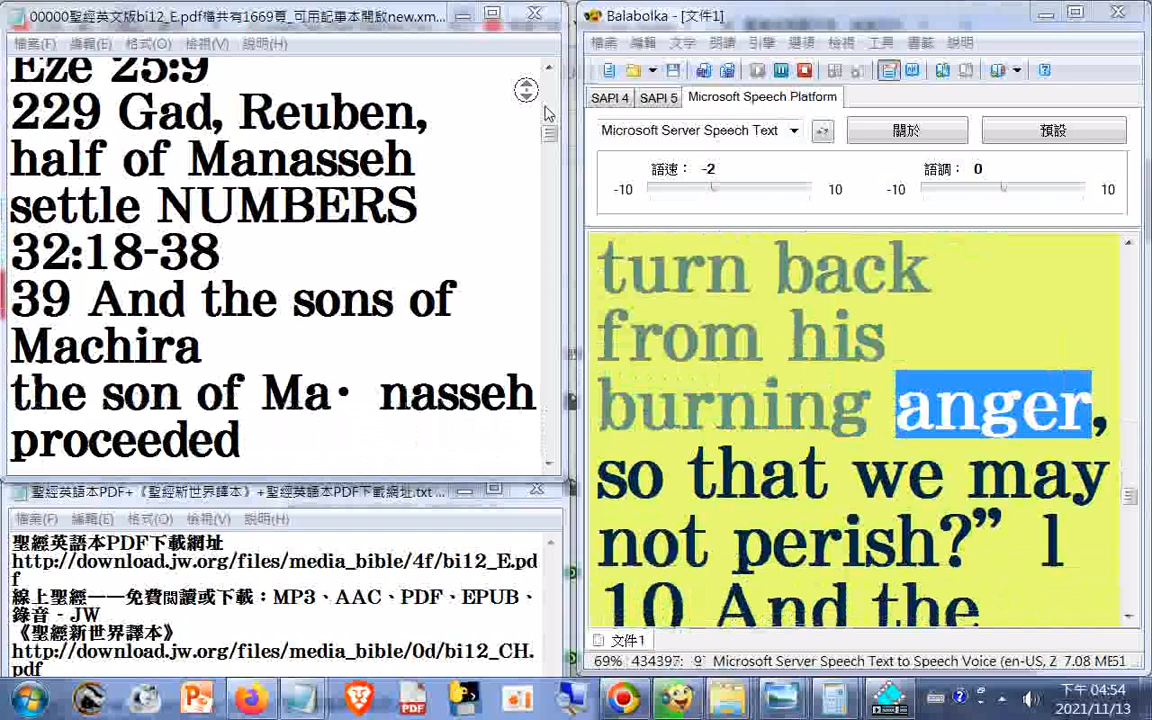 00000聖經英文版bi12_E.pdf檔共有1669頁_可用記事本開啟new.xm...
檔案(F) 編輯(E) 格式(O) 檢視(V) 說明(H)
Eze 25:9
229 Gad, Reuben,
half of Manasseh
settle NUMBERS
32:18-38
39 And the sons of
Machira
the son of Ma· nasseh
proceeded
聖經英語本PDF+《聖經新世界譯本》+聖經英語本PDF下載網址.txt ...
檔案(F) 編輯(E) 格式(O) 檢視(V) 說明(H)
聖經英語本PDF下載網址
http://download.jw.org/files/media_bible/4f/bi12_E.pd
f
線上聖經——免費閱讀或下載：MP3、AAC、PDF、EPUB、
錄音 - JW
《聖經新世界譯本》
http://download.jw.org/files/media_bible/0d/bi12_CH.
pdf
Balabolka - [文件1]
檔案 編輯 文字 朗讀 引擎 選項 檢視 工具 書籤 說明
SAPI 4 SAPI 5 Microsoft Speech Platform
Microsoft Server Speech Text 關於 預設
語速： -2 語調： 0
-10 10 -10 10
turn back
from his
burning anger,
so that we may
not perish?” l
10 And the
文件1
69% 434397: Microsoft Server Speech Text to Speech Voice (en-US, Z 7.08 ME51
PDF
下午 04:54
2021/11/13